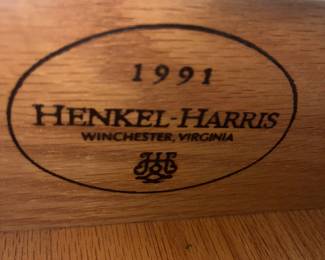 1991
HENKEL-HARRIS
WINCHESTER, VIRGINIA